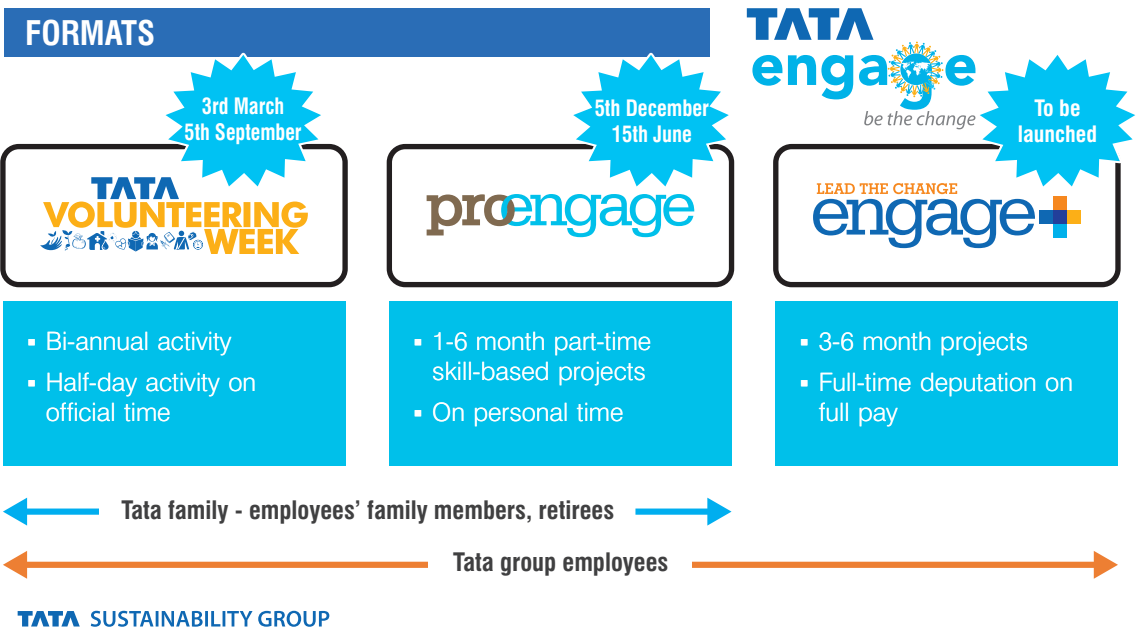 FORMATS
TATA
engage
be the change
3rd March
5th September
5th December
15th June
To be
launched
TATA
VOLUNTEERING
WEEK
proengage
LEAD THE CHANGE
engage+
▪ Bi-annual activity
▪ Half-day activity on
official time
▪ 1-6 month part-time
skill-based projects
▪ On personal time
▪ 3-6 month projects
▪ Full-time deputation on
full pay
Tata family - employees’ family members, retirees
Tata group employees
TATA SUSTAINABILITY GROUP